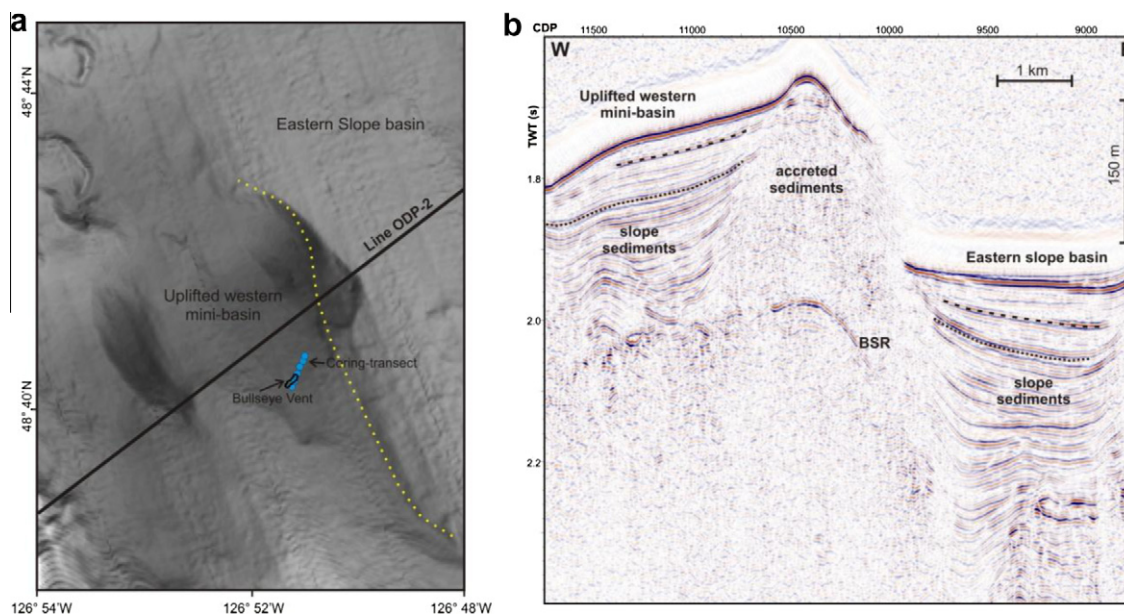 a
48° 44'N
48° 40'N
Eastern Slope basin
Line ODP-2
Uplifted western
mini-basin
Coring-transect
Bullseye Vent
126° 54'W
126° 52'W
126° 48'W
b
CDP
11500
11000
10500
10000
9500
9000
W
1 km
Uplifted western
mini-basin
TWT (s)
150 m
accreted
sediments
1.8
slope
sediments
Eastern slope basin
2.0
BSR
slope
sediments
2.2